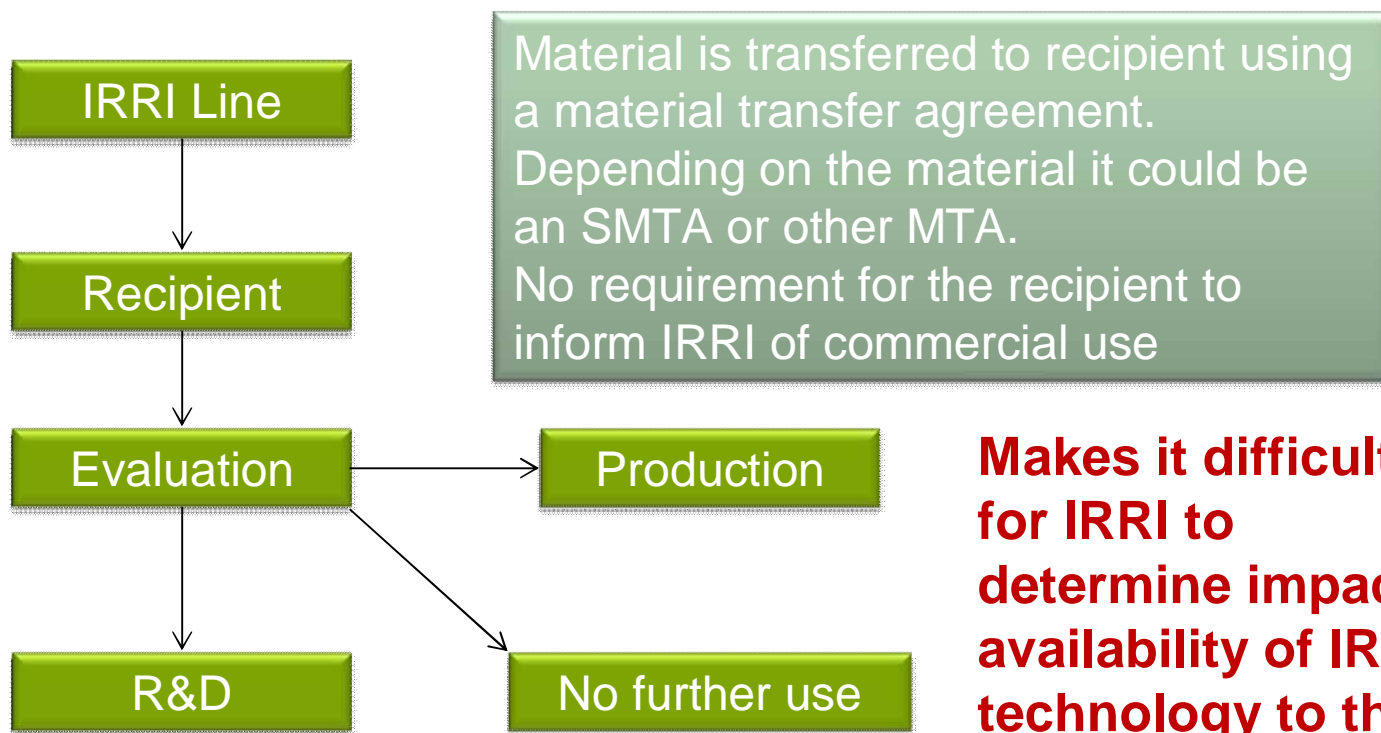 IRRI Line
Material is transferred to recipient using
a material transfer agreement.
Depending on the material it could be
an SMTA or other MTA.
No requirement for the recipient to
inform IRRI of commercial use
Recipient
Evaluation
Production
Makes it difficult
for IRRI to
determine
availability of
technology to
R&D
No further use